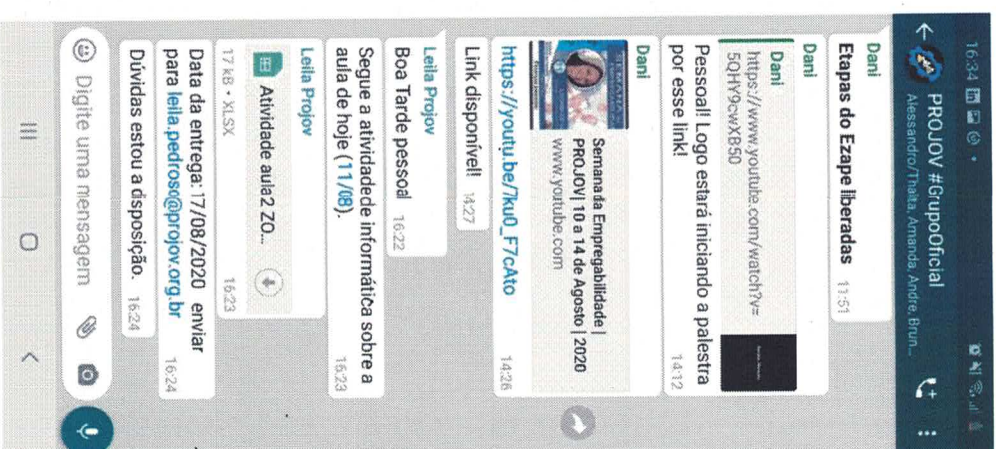 16:34
PROJOV #GrupoOficial
Alessandro/Thalta, Amanda, Andre, Brun...
Dani
Etapas do Ezape liberadas 11:51
Dani
Dani
https://www.youtube.com/watch?v=
5QHY9cwXB50
Pessoal! Logo estará iniciando a palestra
por esse link! 14:12
Dani
SEMANA
Semana da Empregabilidade |
PROJOV| 10 a 14 de Agosto | 2020
www.youtube.com
https://youtu.be/7ku0_F7cAto 14:26
Link disponível! 14:27
Leila Projov
Boa Tarde pessoal 16:22
Segue a atividadede informática sobre a
aula de hoje (11/08). 16:23
Leila Projov
Atividade aula2 ZO...
17 kB • XLSX 16:23
Data da entrega: 17/08/2020 enviar
para leila.pedroso@projov.org.br 16:24
Dúvidas estou a disposição. 16:24
Digite uma mensagem